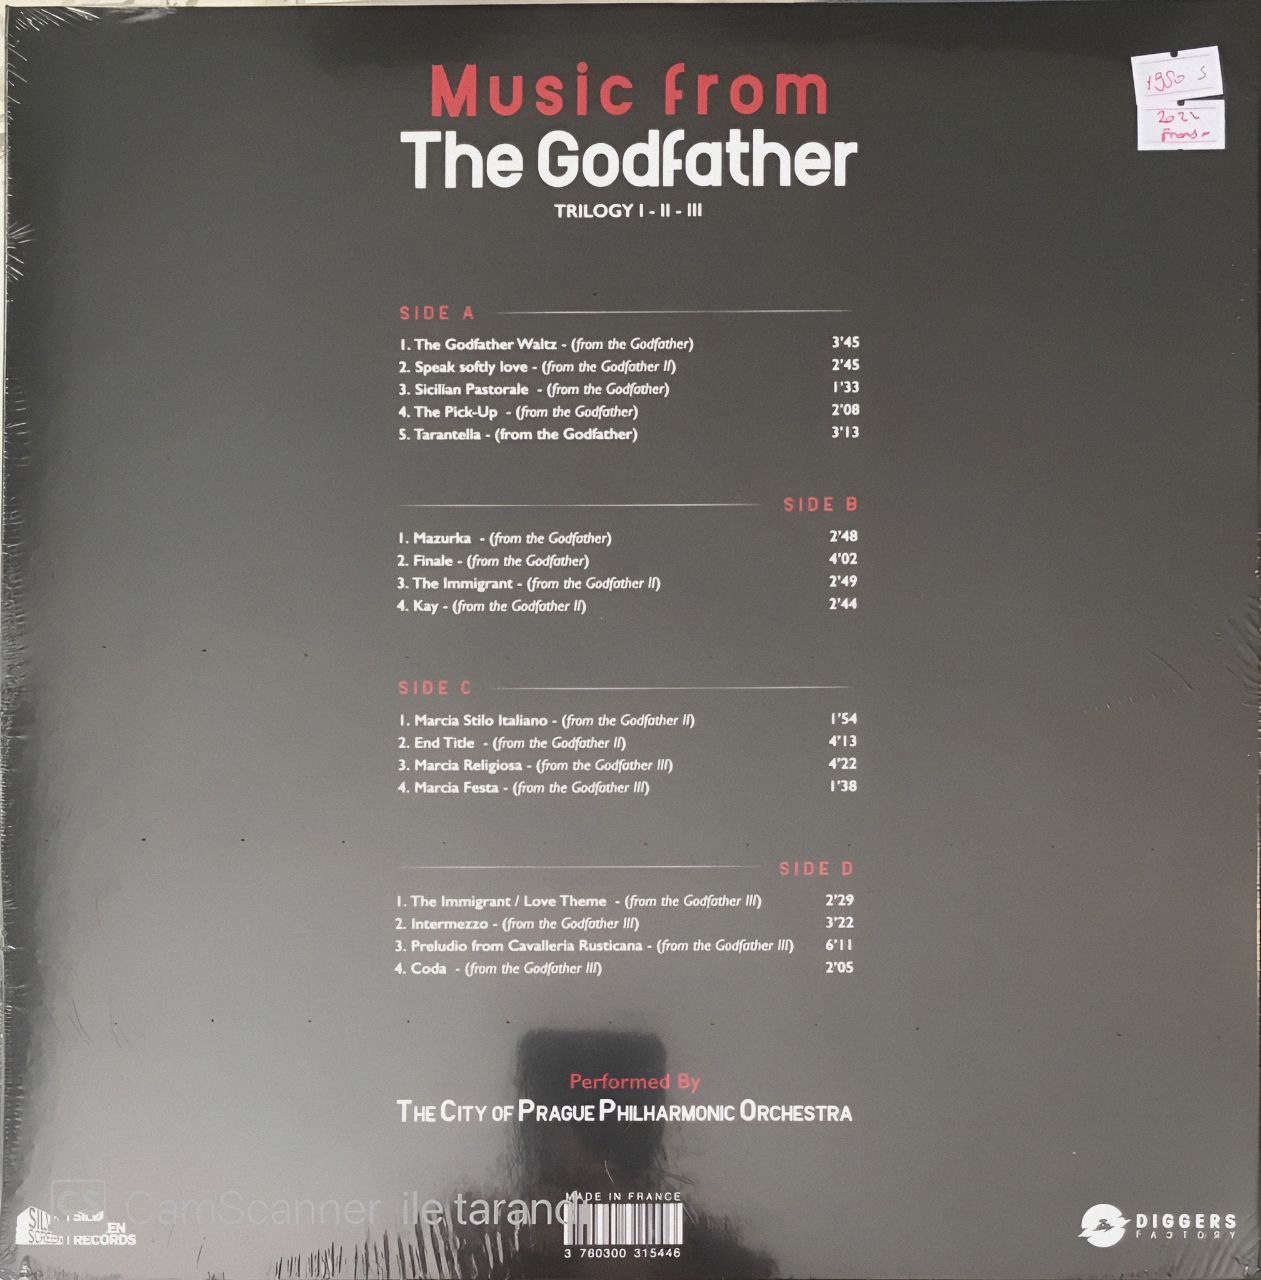 Music from
The Godfather
TRILOGY I - II - III
1950 S
2022
SIDE A
1. The Godfather Waltz - (from the Godfather) 3'45
2. Speak softly love - (from the Godfather II) 2'45
3. Sicilian Pastorale - (from the Godfather) 1'33
4. The Pick-Up - (from the Godfather) 2'08
5. Tarantella - (from the Godfather) 3'13
SIDE B
1. Mazurka - (from the Godfather) 2'48
2. Finale - (from the Godfather) 4'02
3. The Immigrant - (from the Godfather II) 2'49
4. Kay - (from the Godfather II) 2'44
SIDE C
1. Marcia Stilo Italiano - (from the Godfather II) 1'54
2. End Title - (from the Godfather II) 4'13
3. Marcia Religiosa - (from the Godfather III) 4'22
4. Marcia Festa - (from the Godfather III) 1'38
SIDE D
1. The Immigrant / Love Theme - (from the Godfather III) 2'29
2. Intermezzo - (from the Godfather III) 3'22
3. Preludio from Cavalleria Rusticana - (from the Godfather III) 6'11
4. Coda - (from the Godfather III) 2'05
Performed By
THE CITY OF PRAGUE PHILHARMONIC ORCHESTRA
CS CamScanner ile tarandı
MADE IN FRANCE
3 760300 315446
RECORDS
DIGGERS
FACTORY